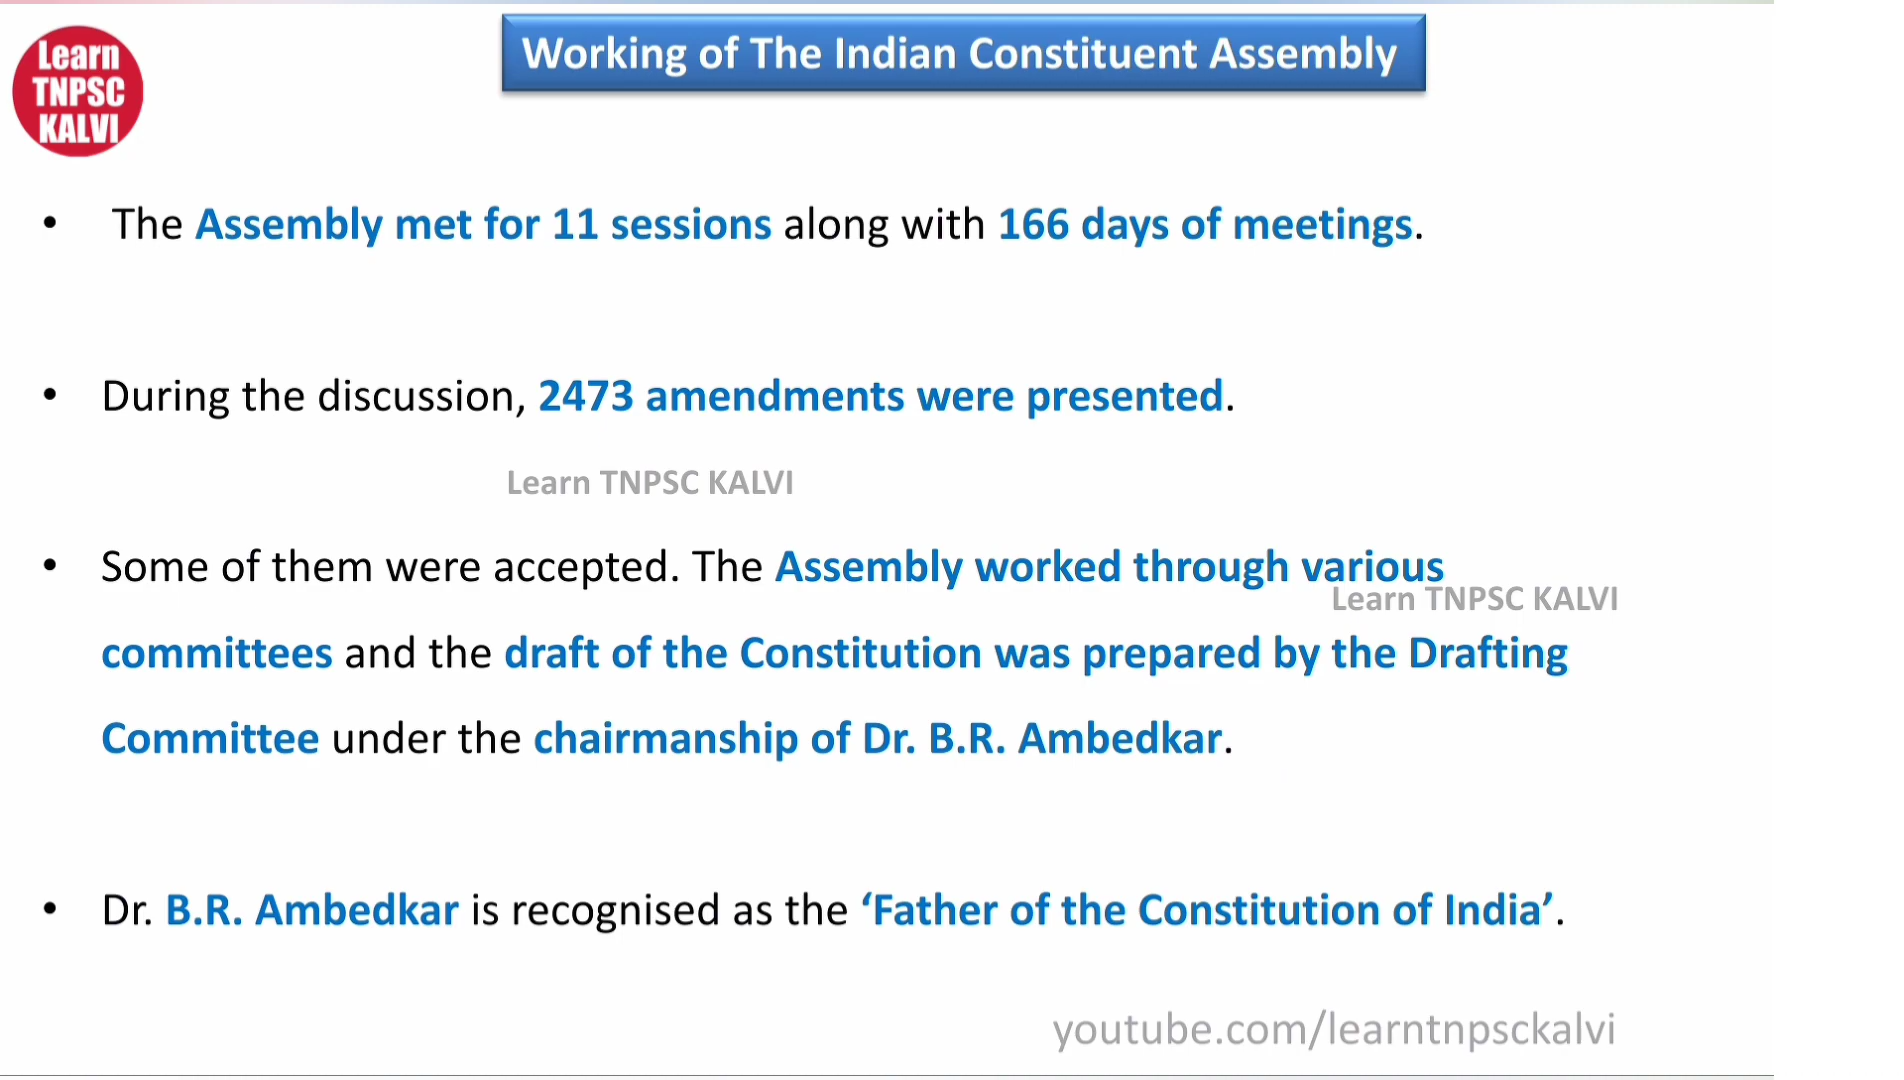 Learn
TNPSC
KALVI
Working of The Indian Constituent Assembly
• The Assembly met for 11 sessions along with 166 days of meetings.
• During the discussion, 2473 amendments were presented.
Learn TNPSC KALVI
• Some of them were accepted. The Assembly worked through various
Learn TNPSC KALVI
committees and the draft of the Constitution was prepared by the Drafting
Committee under the chairmanship of Dr. B.R. Ambedkar.
• Dr. B.R. Ambedkar is recognised as the ‘Father of the Constitution of India’.
youtube.com/learntnpsckalvi